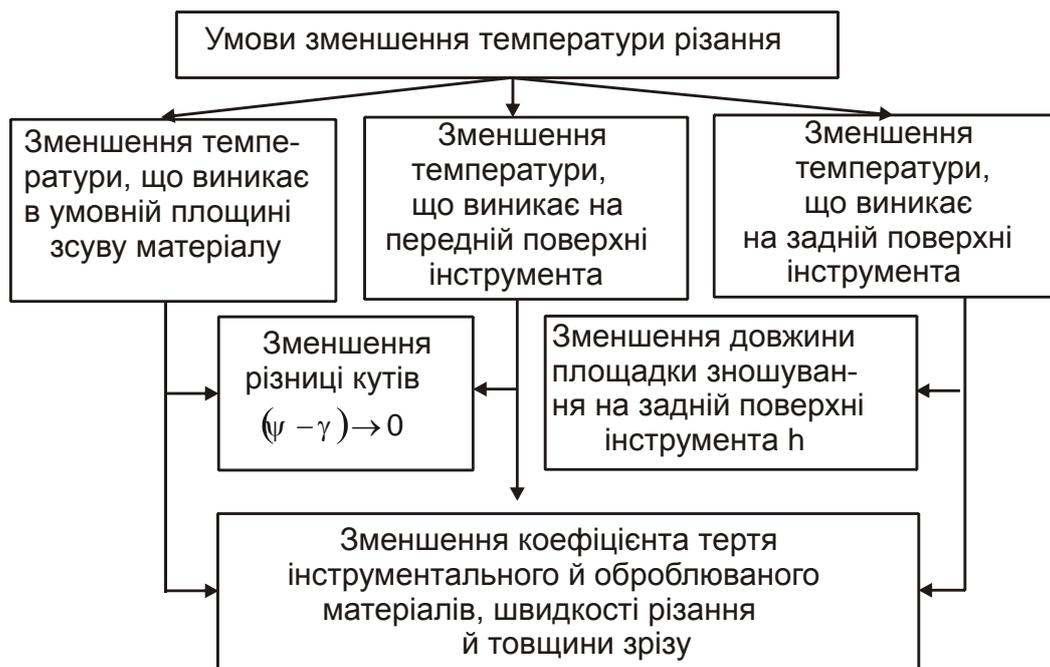 Умови зменшення температури різання
Зменшення темпе-
ратури, що виникає
в умовній площині
зсуву матеріалу
Зменшення
температури,
що виникає на
передній поверхні
інструмента
Зменшення
температури,
що виникає
на задній поверхні
інструмента
Зменшення
різниці кутів
(ψ – γ) → 0
Зменшення довжини
площадки зношуван-
ня на задній поверхні
інструмента h
Зменшення коефіцієнта тертя
інструментального й оброблюваного
матеріалів, швидкості різання
й товщини зрізу